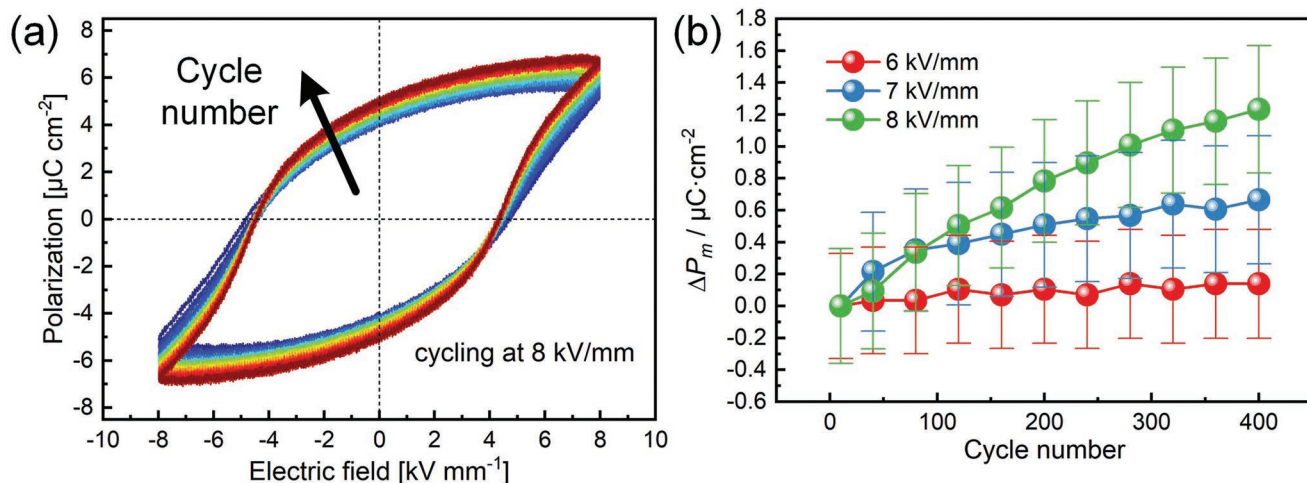 (a)
Cycle
number
cycling at 8 kV/mm
Polarization [µC cm⁻²]
8
6
4
2
0
-2
-4
-6
-8
-10 -8 -6 -4 -2 0 2 4 6 8 10
Electric field [kV mm⁻¹]
(b)
6 kV/mm
7 kV/mm
8 kV/mm
ΔPm / µC·cm⁻²
1.8
1.6
1.4
1.2
1.0
0.8
0.6
0.4
0.2
0.0
-0.2
-0.4
-0.6
0 100 200 300 400
Cycle number